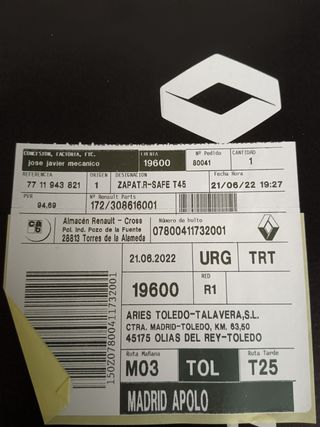 CONCESION, FACTORIA, ETC. CUENTA Nº Pedido CANTIDAD
jose javier mecanico 19600 80041 1
REFERENCIA ORIGEN DESIGNACION Fecha Hora
77 11 943 821 1 ZAPAT.R-SAFE T45 21/06/22 19:27
PVR Nº Renault Parts
94,69 172/308616001
Almacén Renault - Cross
Pol. Ind. Pozo de la Fuente
28813 Torres de la Alameda
Número de bulto
07800411732001
21.06.2022 URG TRT
19600 RED
R1
ARIES TOLEDO-TALAVERA,S.L.
CTRA. MADRID-TOLEDO, KM. 63,50
45175 OLIAS DEL REY-TOLEDO
Ruta Mañana Ruta Tarde
M03 TOL T25
MADRID APOLO
150207800411732001